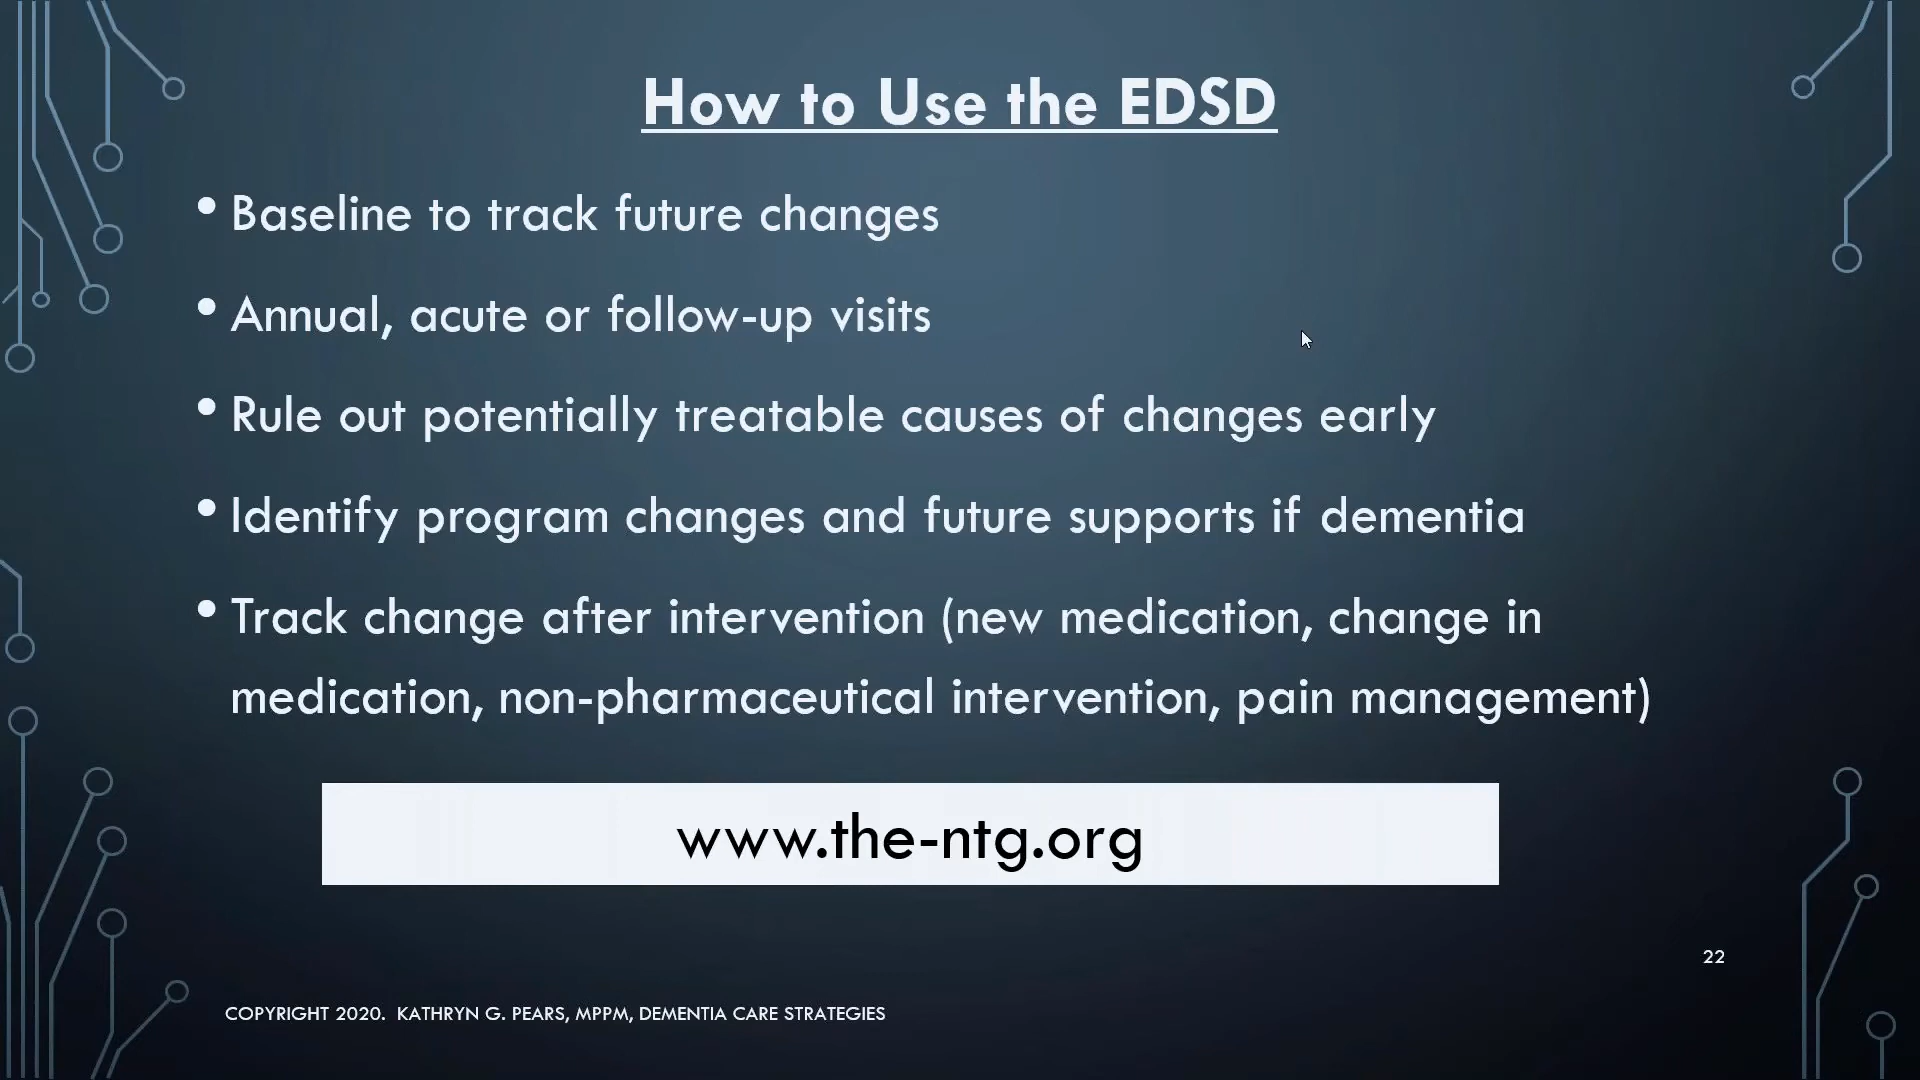 How to Use the EDSD
• Baseline to track future changes
• Annual, acute or follow-up visits
• Rule out potentially treatable causes of changes early
• Identify program changes and future supports if dementia
• Track change after intervention (new medication, change in
medication, non-pharmaceutical intervention, pain management)
www.the-ntg.org
22
COPYRIGHT 2020.  KATHRYN G. PEARS, MPPM, DEMENTIA CARE STRATEGIES